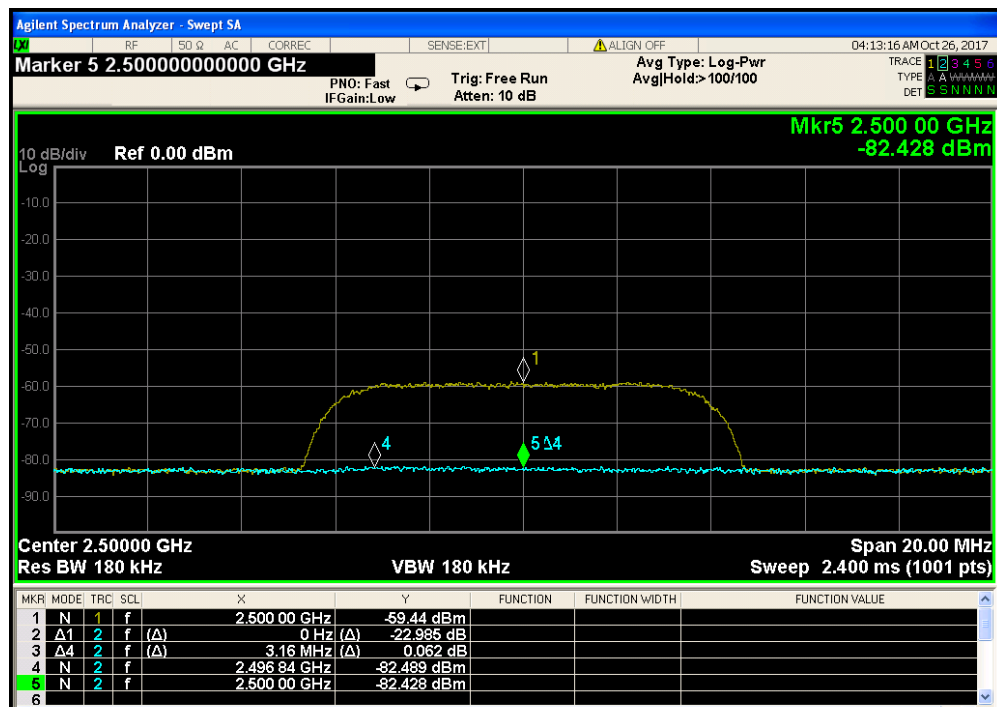 Agilent Spectrum Analyzer - Swept SA
LXI RF 50 Ω AC CORREC SENSE:EXT ALIGN OFF 04:13:16 AM Oct 26, 2017
Marker 5 2.500000000000 GHz
PNO: Fast
IFGain:Low
Trig: Free Run
Atten: 10 dB
Avg Type: Log-Pwr
Avg|Hold:>100/100
TRACE 1 2 3 4 5 6
TYPE A A W W W W
DET S S N N N N
Mkr5 2.500 00 GHz
-82.428 dBm
10 dB/div Ref 0.00 dBm
Log
-10.0
-20.0
-30.0
-40.0
-50.0
1
-60.0
-70.0
4
5 Δ4
-80.0
-90.0
Center 2.50000 GHz Span 20.00 MHz
Res BW 180 kHz VBW 180 kHz Sweep 2.400 ms (1001 pts)
MKR MODE TRC SCL X Y FUNCTION FUNCTION WIDTH FUNCTION VALUE
1 N 1 f 2.500 00 GHz -59.44 dBm
2 Δ1 2 f (Δ) 0 Hz (Δ) -22.985 dB
3 Δ4 2 f (Δ) 3.16 MHz (Δ) 0.062 dB
4 N 2 f 2.496 84 GHz -82.489 dBm
5 N 2 f 2.500 00 GHz -82.428 dBm
6